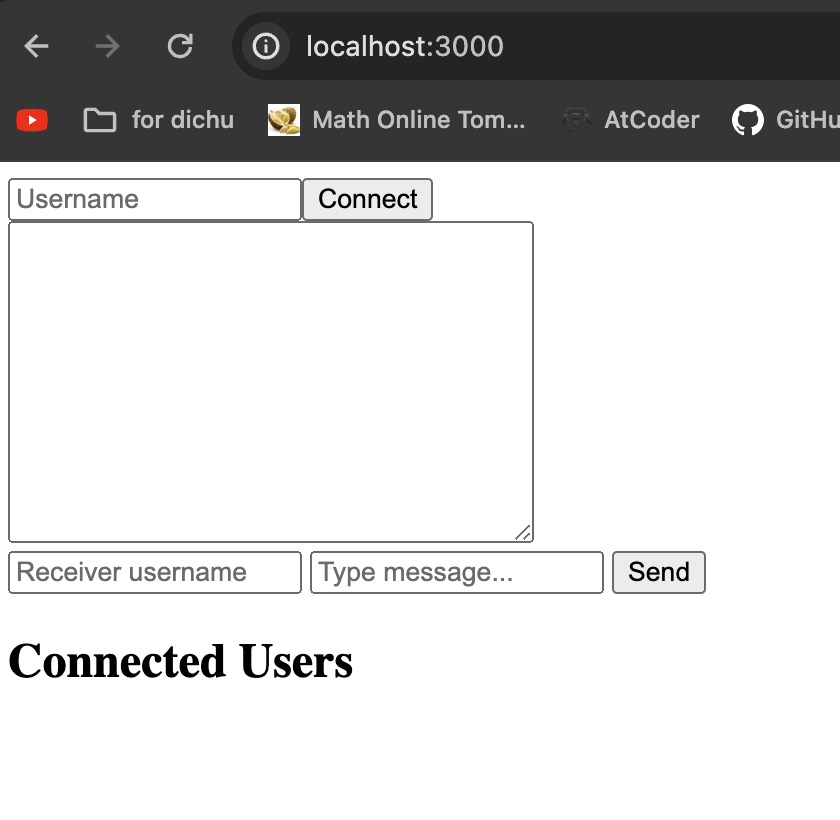 localhost:3000
for dichu Math Online Tom... AtCoder GitHu
Username Connect
Receiver username Type message... Send
Connected Users